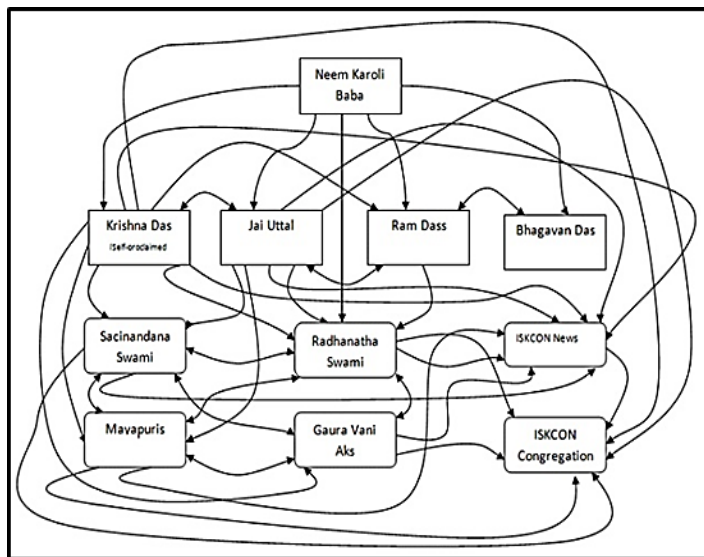 Neem Karoli
Baba
Krishna Das
(Self-proclaimed
Jai Uttal
Ram Dass
Bhagavan Das
Sacinandana
Swami
Radhanatha
Swami
ISKCON News
Mayapuris
Gaura Vani
Aks
ISKCON
Congregation